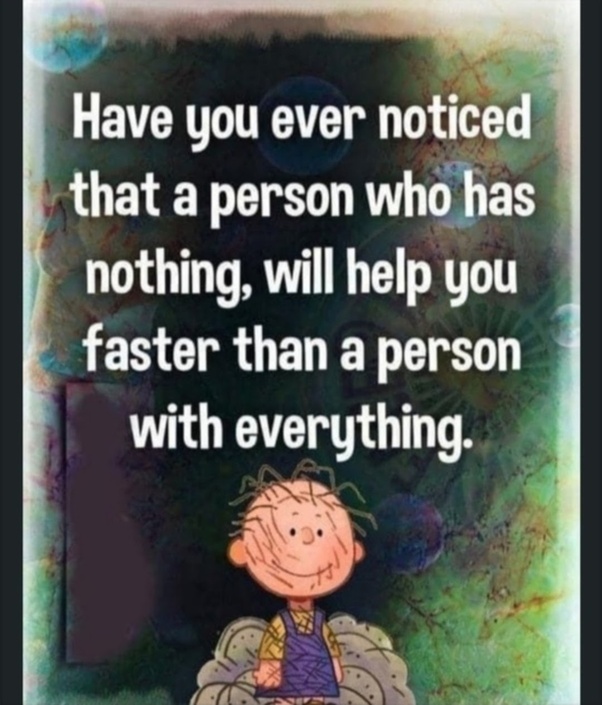 Have you ever noticed
that a person who has
nothing, will help you
faster than a person
with everything.